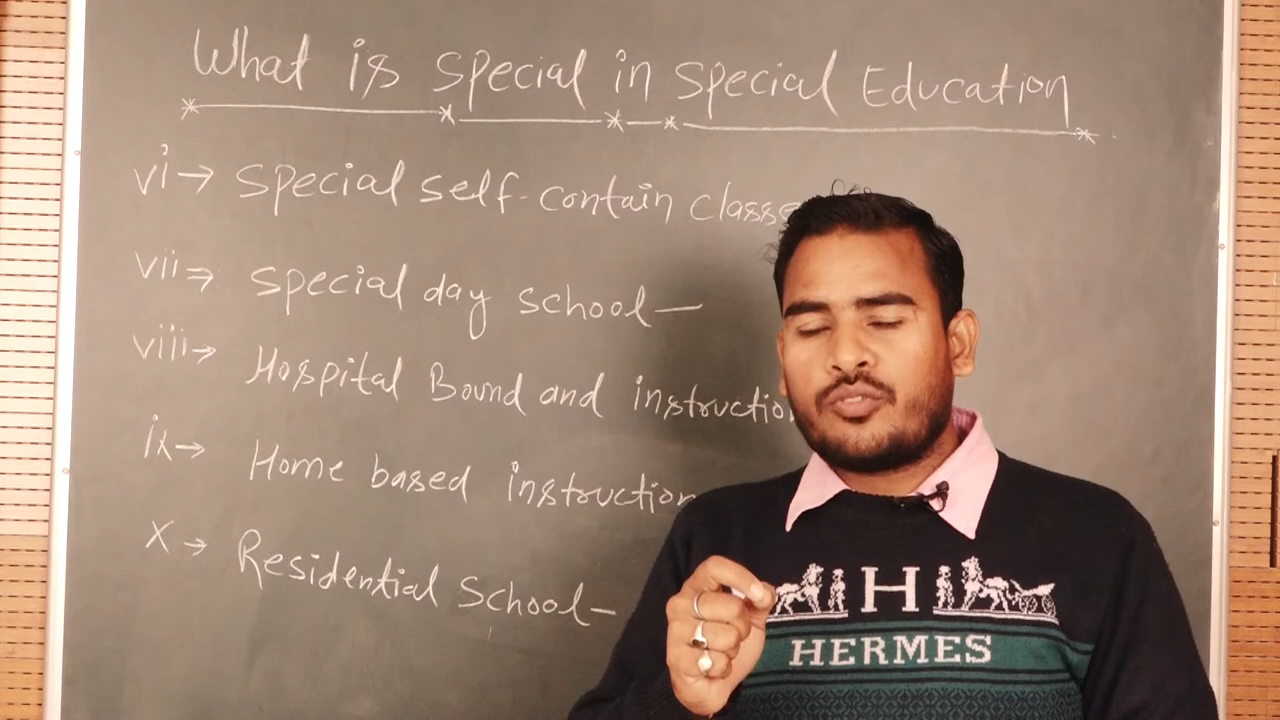 What is special in special Education
vi→ special self-contain classe
vii⇒ special day school—
viii→ Hospital Bound and instruction
ix→ Home based instruction
x→ Residential School—
H
HERMES